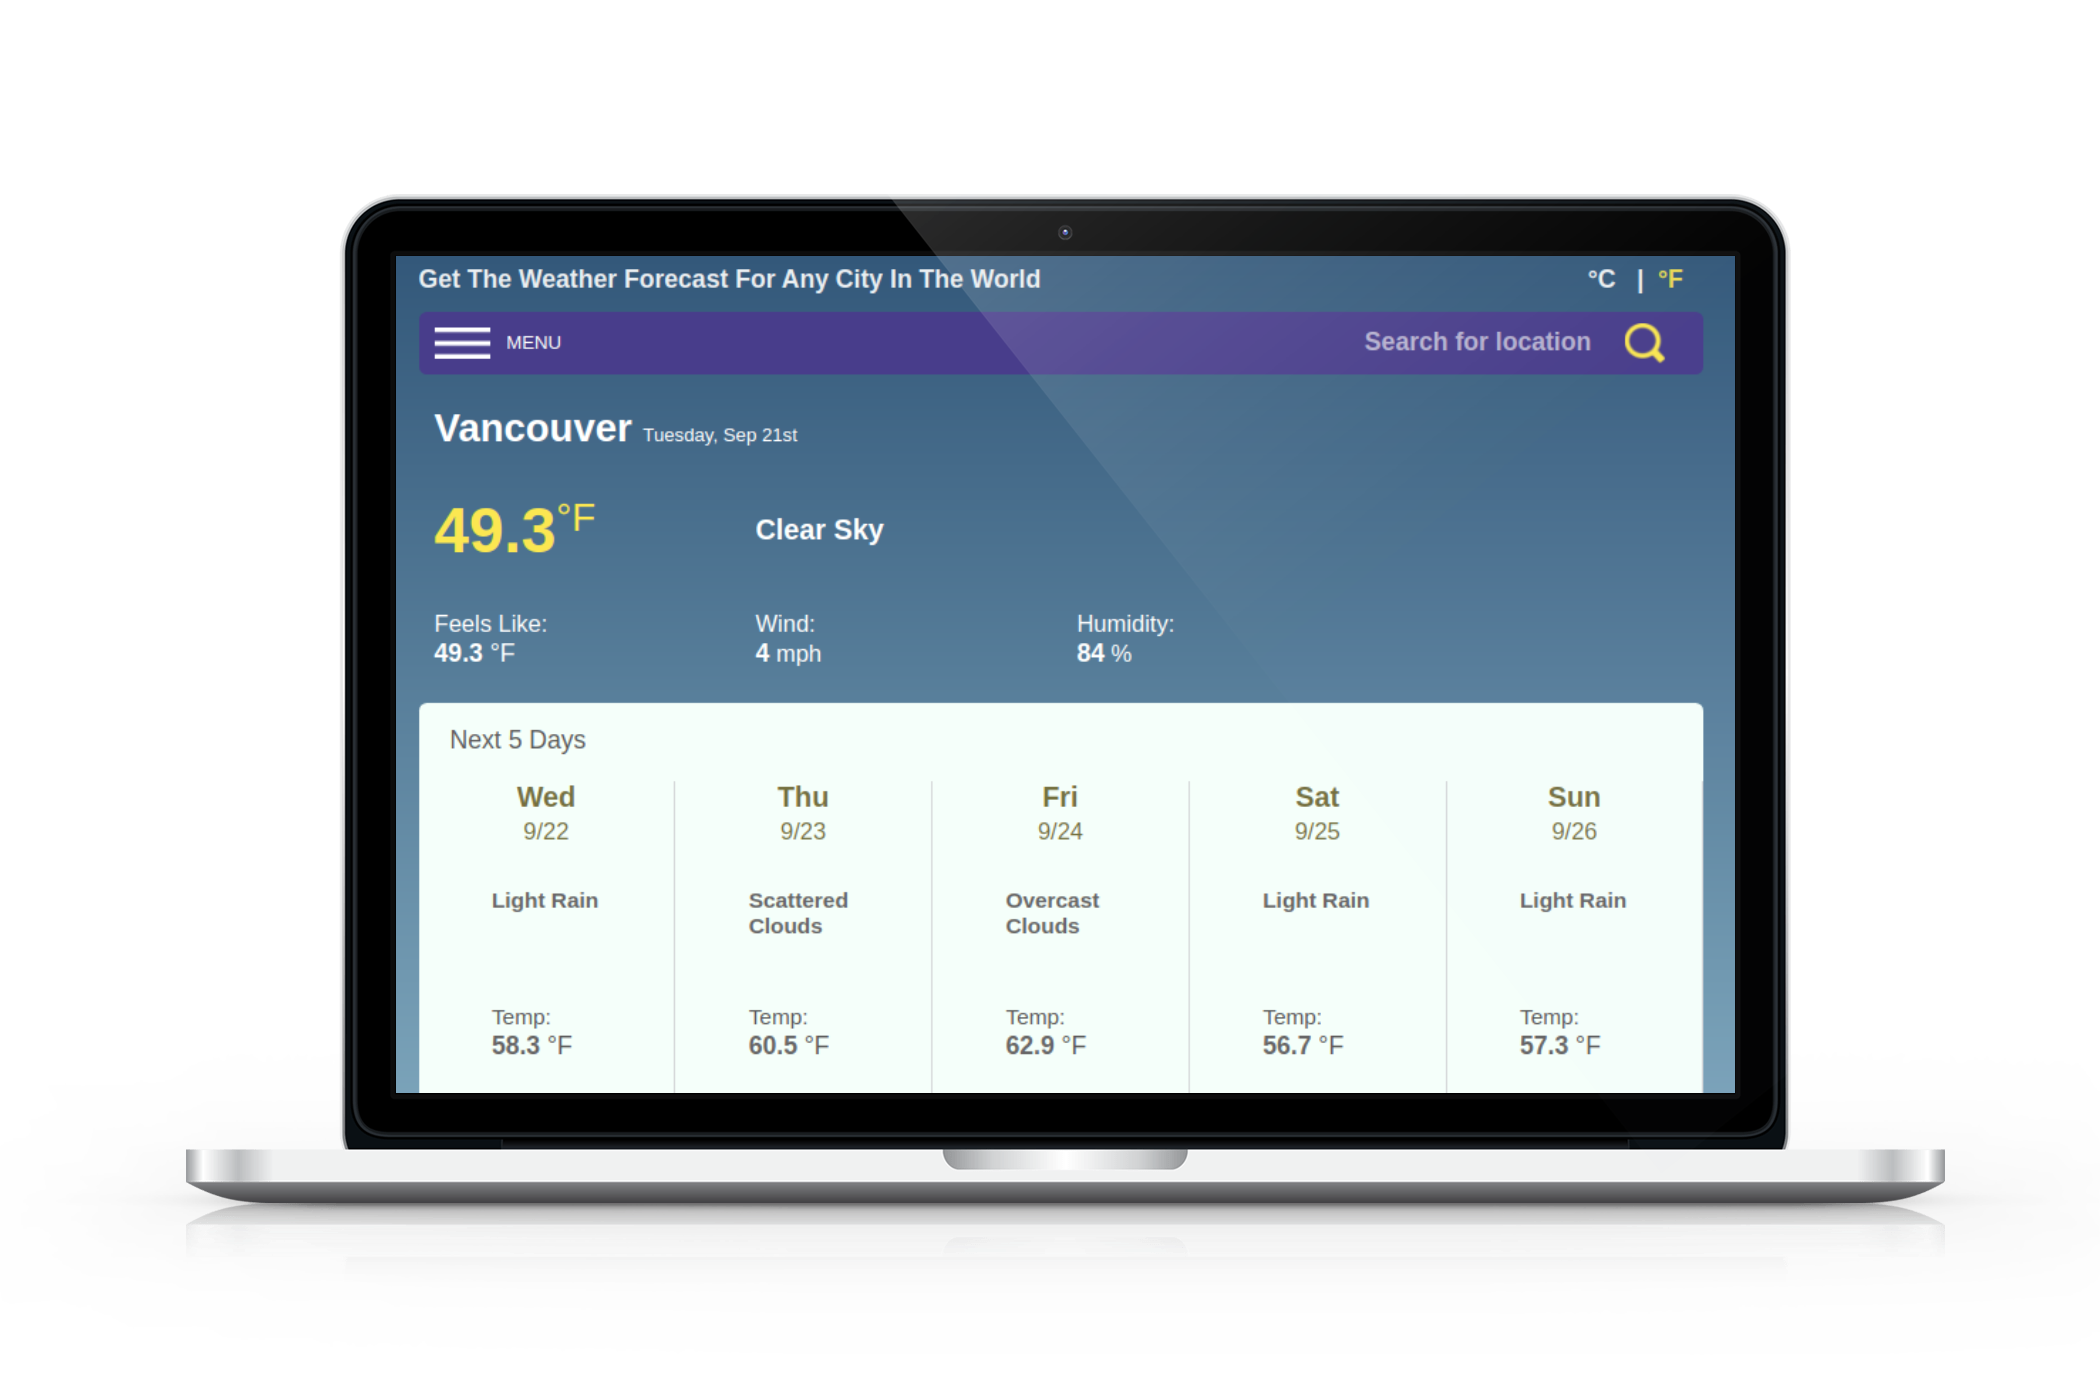 Get The Weather Forecast For Any City In The World
°C | °F
MENU
Search for location
Vancouver Tuesday, Sep 21st
49.3°F
Clear Sky
Feels Like:
49.3 °F
Wind:
4 mph
Humidity:
84 %
Next 5 Days
Wed
9/22
Light Rain
Temp:
58.3 °F
Thu
9/23
Scattered
Clouds
Temp:
60.5 °F
Fri
9/24
Overcast
Clouds
Temp:
62.9 °F
Sat
9/25
Light Rain
Temp:
56.7 °F
Sun
9/26
Light Rain
Temp:
57.3 °F